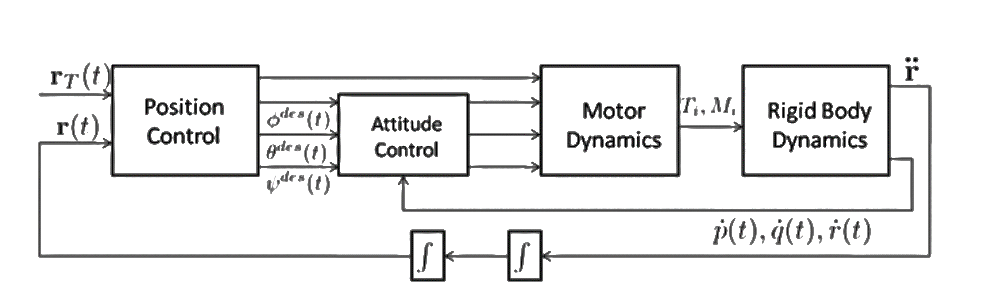 r_T(t)
r(t)
Position
Control
ϕ^{des}(t)
θ^{des}(t)
ψ^{des}(t)
Attitude
Control
Motor
Dynamics
T_i, M_i
Rigid Body
Dynamics
r̈
ṗ(t), q̇(t), ṙ(t)
∫
∫